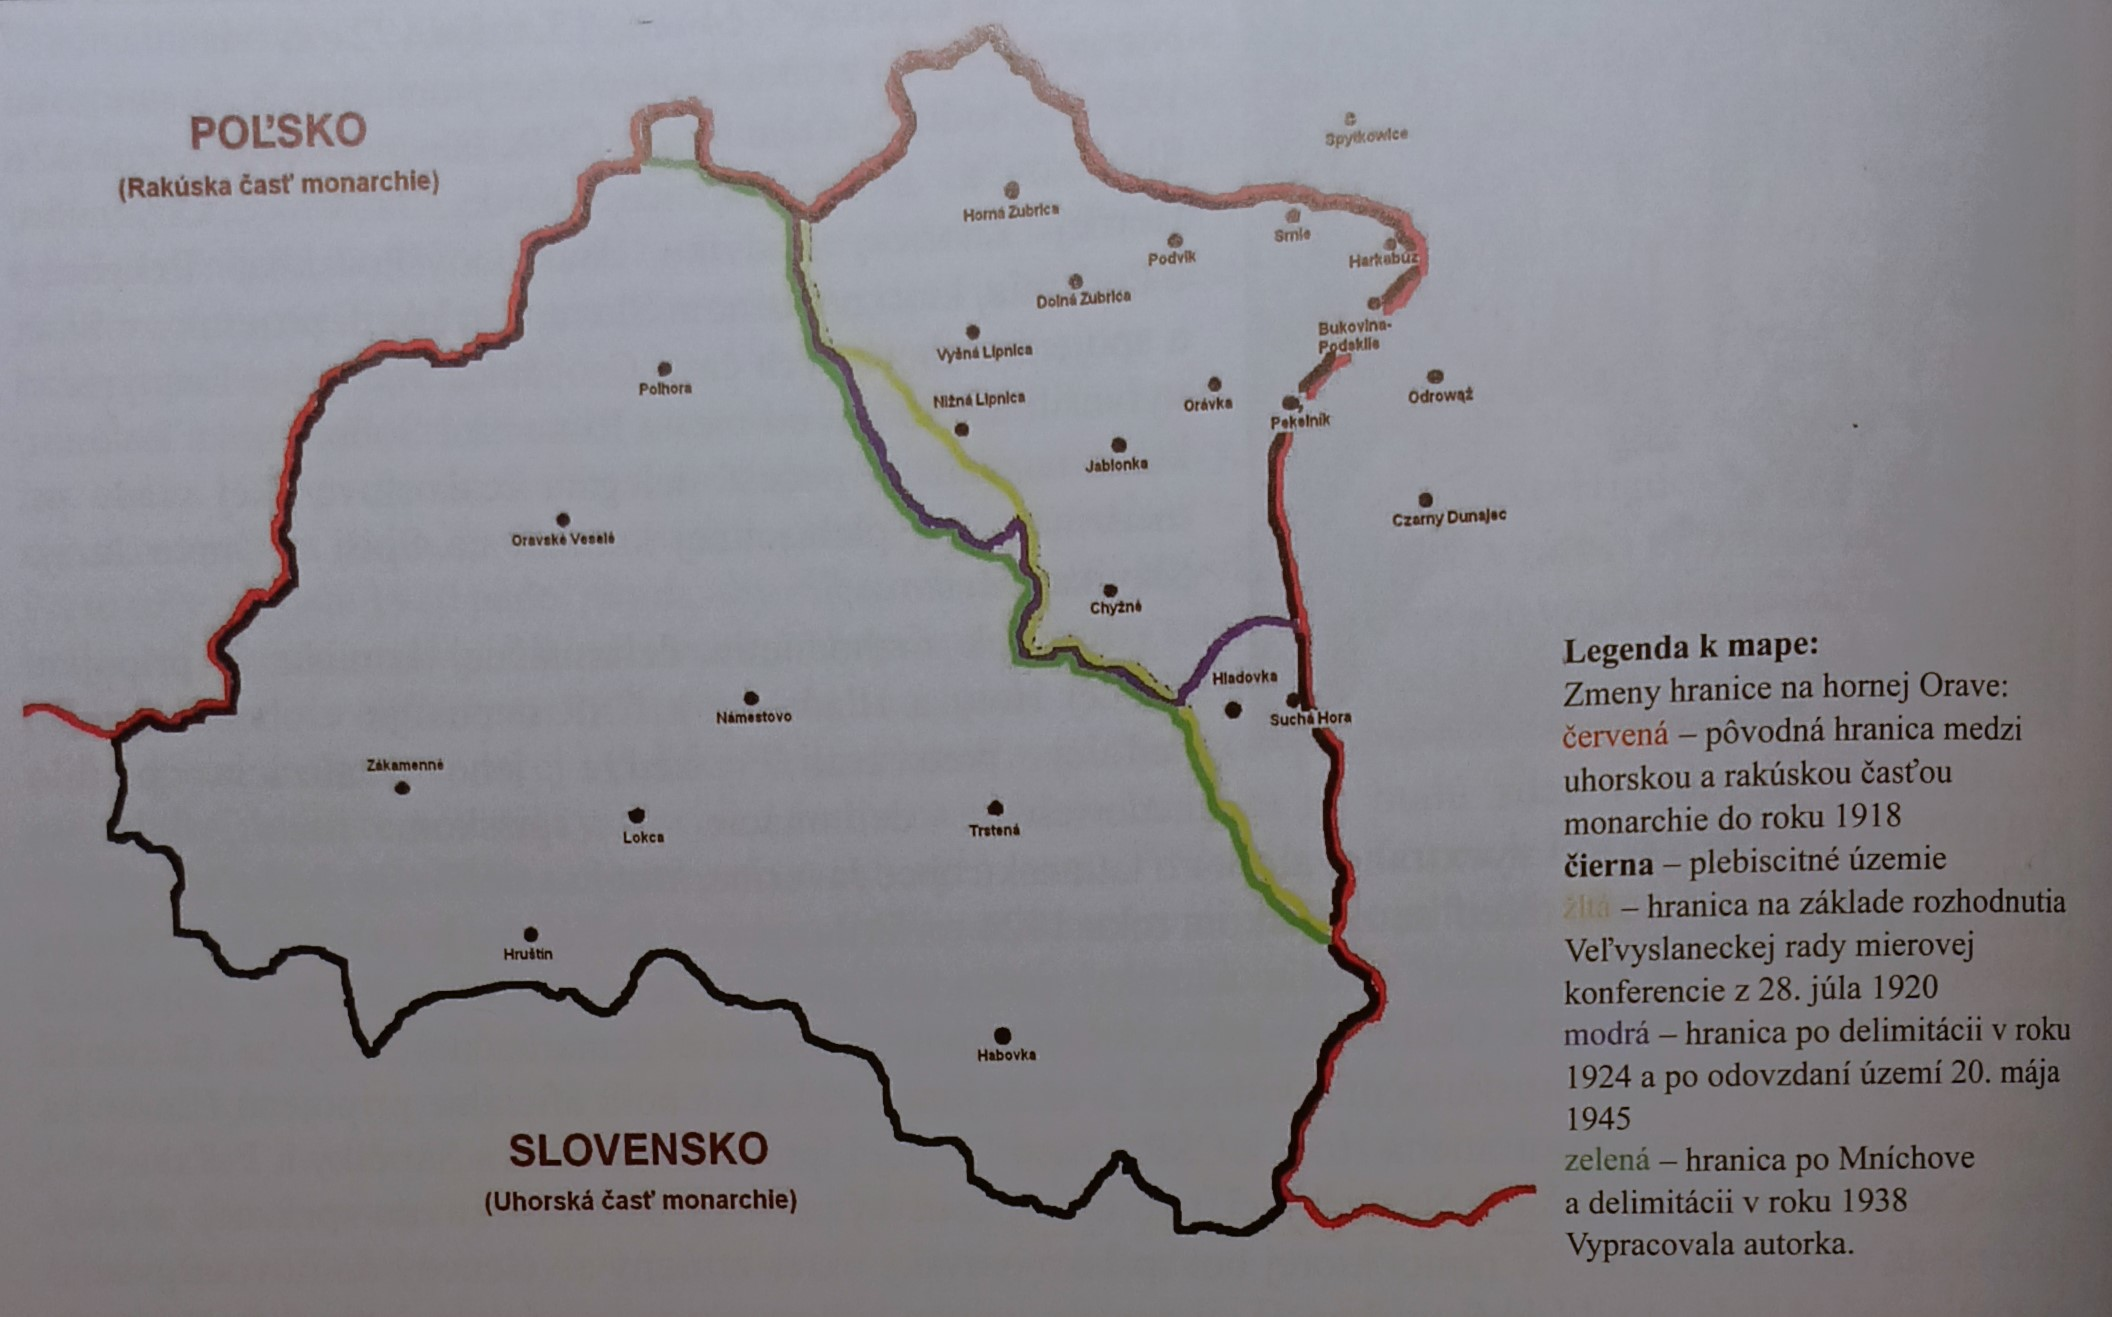 POĽSKO
(Rakúska časť monarchie)
Spytkowice
Horná Zubrica
Srnie
Podvlk
Harkabúz
Dolná Zubrica
Bukovina-
Podsklie
Vyšná Lipnica
Polhora
Nižná Lipnica
Orávka
Odrowąż
Pekelník
Jablonka
Czarny Dunajec
Oravské Veselé
Chyžné
Hladovka
Námestovo
Suchá Hora
Zákamenné
Lokca
Trstená
Hruštín
Habovka
SLOVENSKO
(Uhorská časť monarchie)
Legenda k mape:
Zmeny hranice na hornej Orave:
červená – pôvodná hranica medzi
uhorskou a rakúskou časťou
monarchie do roku 1918
čierna – plebiscitné územie
žltá – hranica na základe rozhodnutia
Veľvyslaneckej rady mierovej
konferencie z 28. júla 1920
modrá – hranica po delimitácii v roku
1924 a po odovzdaní území 20. mája
1945
zelená – hranica po Mníchove
a delimitácii v roku 1938
Vypracovala autorka.